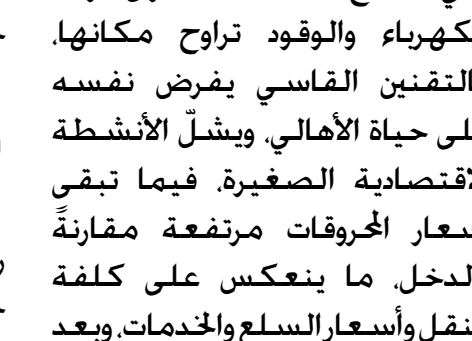 كهرباء والوقود تراوح مكانها،
التقنين القاسي يفرض نفسه
لى حياة الأهالي، ويشلّ الأنشطة
لاقتصادية الصغيرة، فيما تبقى
سعار المحروقات مرتفعة مقارنةً
لدخل، ما ينعكس على كلفة
نقل وأسعار السلع والخدمات. وبعد